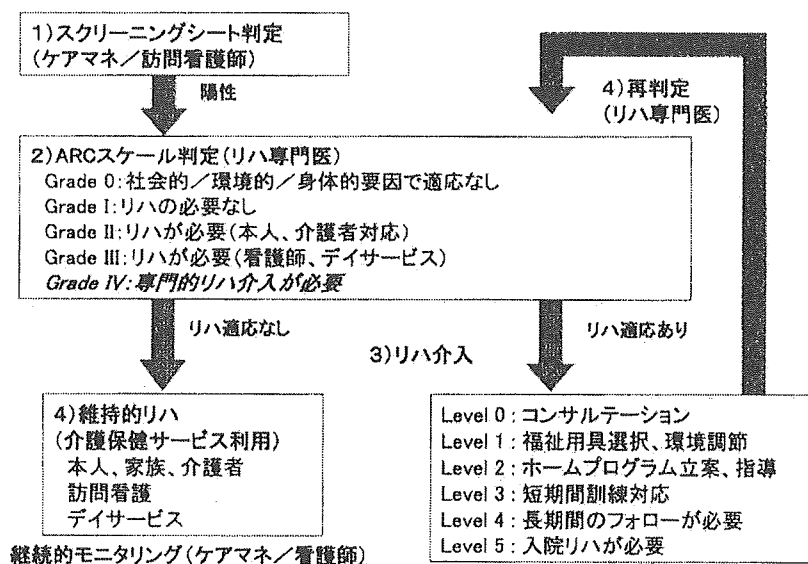 1)スクリーニングシート判定
(ケアマネ／訪問看護師)
陽性
4)再判定
(リハ専門医)
2)ARCスケール判定(リハ専門医)
Grade 0:社会的／環境的／身体的要因で適応なし
Grade I:リハの必要なし
Grade II:リハが必要(本人、介護者対応)
Grade III:リハが必要(看護師、デイサービス)
Grade IV:専門的リハ介入が必要
リハ適応なし
リハ適応あり
3)リハ介入
4)維持的リハ
(介護保健サービス利用)
本人、家族、介護者
訪問看護
デイサービス
継続的モニタリング(ケアマネ／看護師)
Level 0：コンサルテーション
Level 1：福祉用具選択、環境調節
Level 2：ホームプログラム立案、指導
Level 3：短期間訓練対応
Level 4：長期間のフォローが必要
Level 5：入院リハが必要